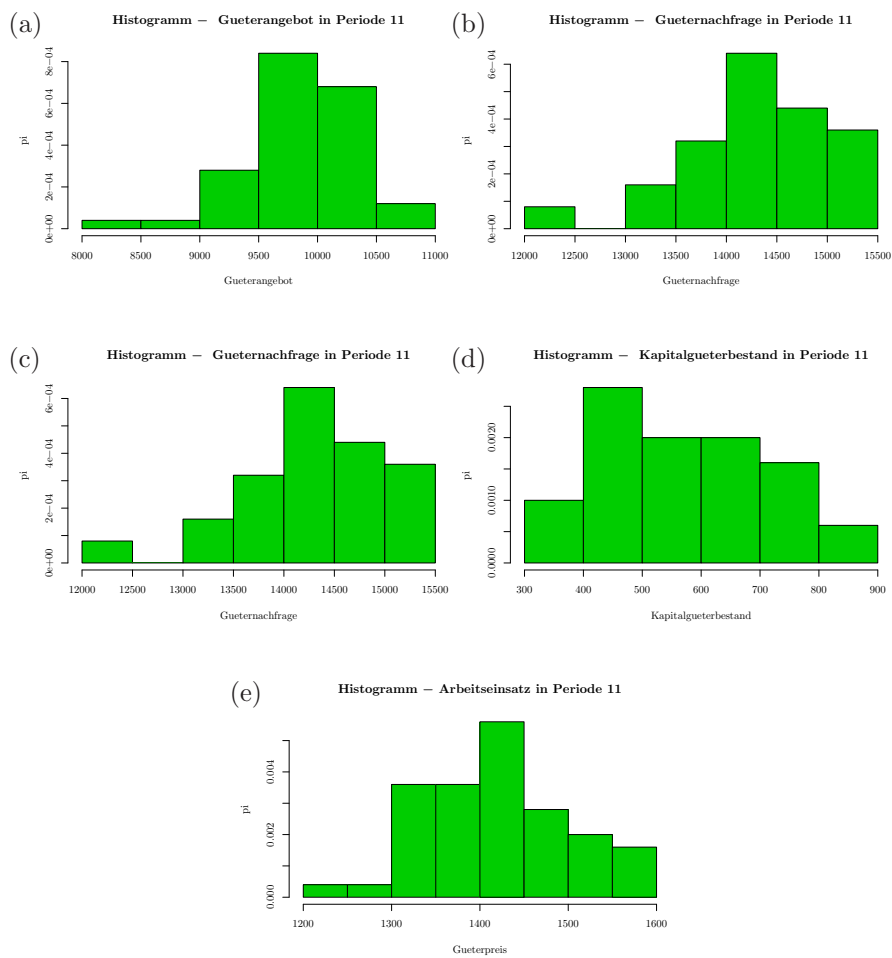 (a)
Histogramm − Gueterangebot in Periode 11
pi
0e+00 2e−04 4e−04 6e−04 8e−04
8000 8500 9000 9500 10000 10500 11000
Gueterangebot
(b)
Histogramm − Gueternachfrage in Periode 11
pi
0e+00 2e−04 4e−04 6e−04
12000 12500 13000 13500 14000 14500 15000 15500
Gueternachfrage
(c)
Histogramm − Gueternachfrage in Periode 11
pi
0e+00 2e−04 4e−04 6e−04
12000 12500 13000 13500 14000 14500 15000 15500
Gueternachfrage
(d)
Histogramm − Kapitalgueterbestand in Periode 11
pi
0.0000 0.0010 0.0020
300 400 500 600 700 800 900
Kapitalgueterbestand
(e)
Histogramm − Arbeitseinsatz in Periode 11
pi
0.000 0.002 0.004
1200 1300 1400 1500 1600
Gueterpreis